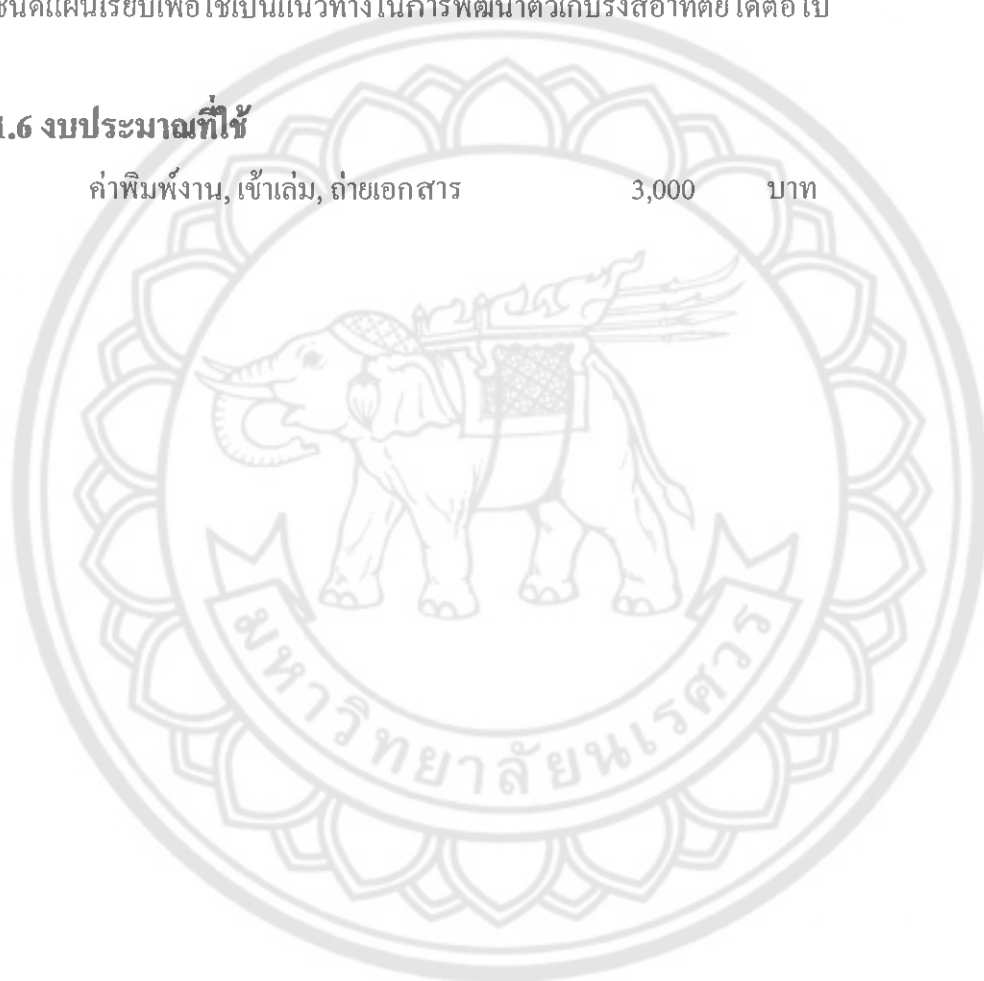 ชนิดแผ่นเรียบเพื่อใช้เป็นแนวทางในการพัฒนาตัวเก็บรังสีอาทิตย์ได้ต่อไป
1.6 งบประมาณที่ใช้
ค่าพิมพ์งาน, เข้าเล่ม, ถ่ายเอกสาร 3,000 บาท
มหาวิทยาลัยนเรศวร